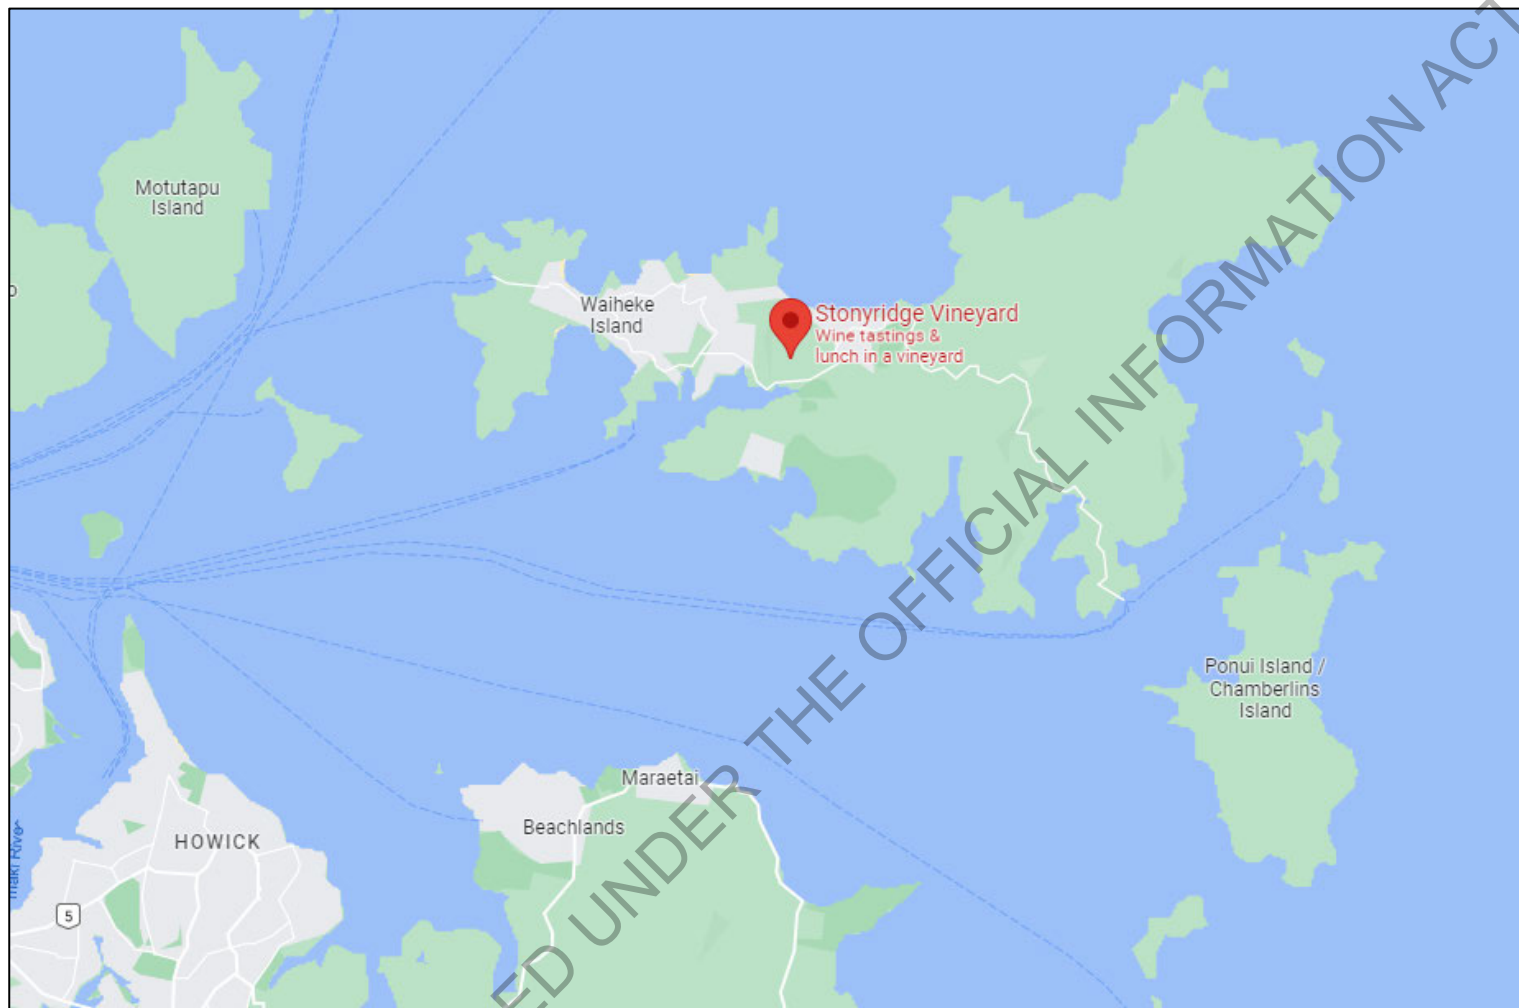 Motutapu
Island
Waiheke
Island
Stonyridge Vineyard
Wine tastings &
lunch in a vineyard
Ponui Island /
Chamberlins
Island
Maraetai
Beachlands
HOWICK
5
ED UNDER THE OFFICIAL INFORMATION ACT